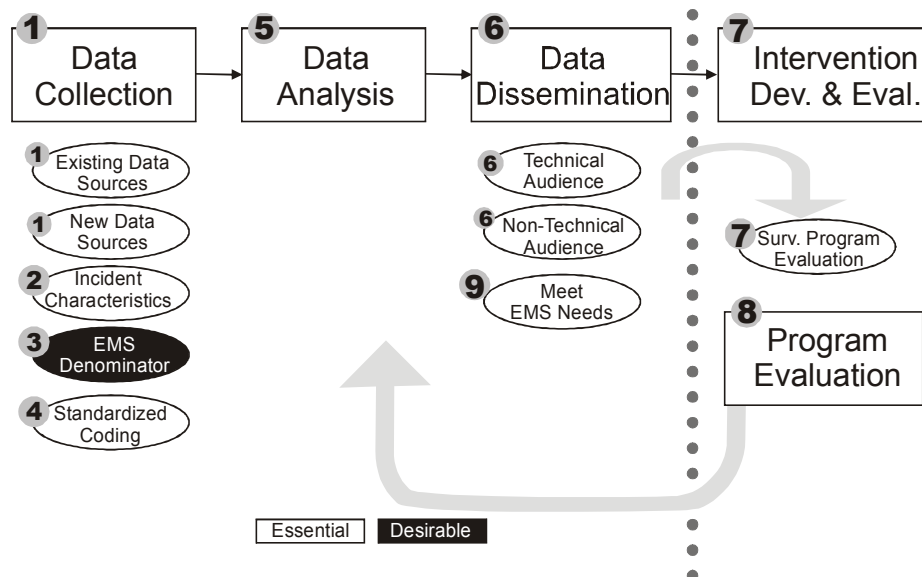 1
Data
Collection
5
Data
Analysis
6
Data
Dissemination
7
Intervention
Dev. & Eval.
1
Existing Data
Sources
1
New Data
Sources
2
Incident
Characteristics
3
EMS
Denominator
4
Standardized
Coding
6
Technical
Audience
6
Non-Technical
Audience
9
Meet
EMS Needs
7
Surv. Program
Evaluation
8
Program
Evaluation
Essential
Desirable